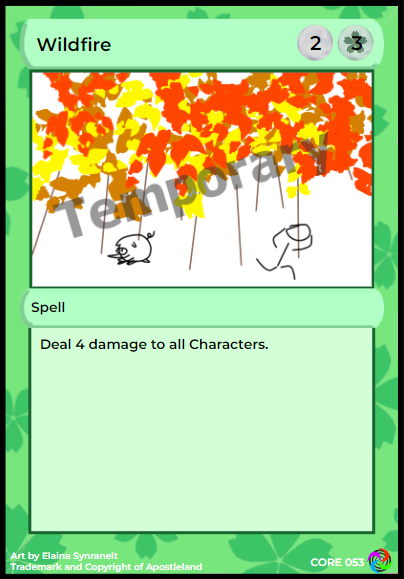 Wildfire 2 3
Temporary
Spell
Deal 4 damage to all Characters.
Art by Elaina Synranelt
Trademark and Copyright of Apostleland
CORE 053